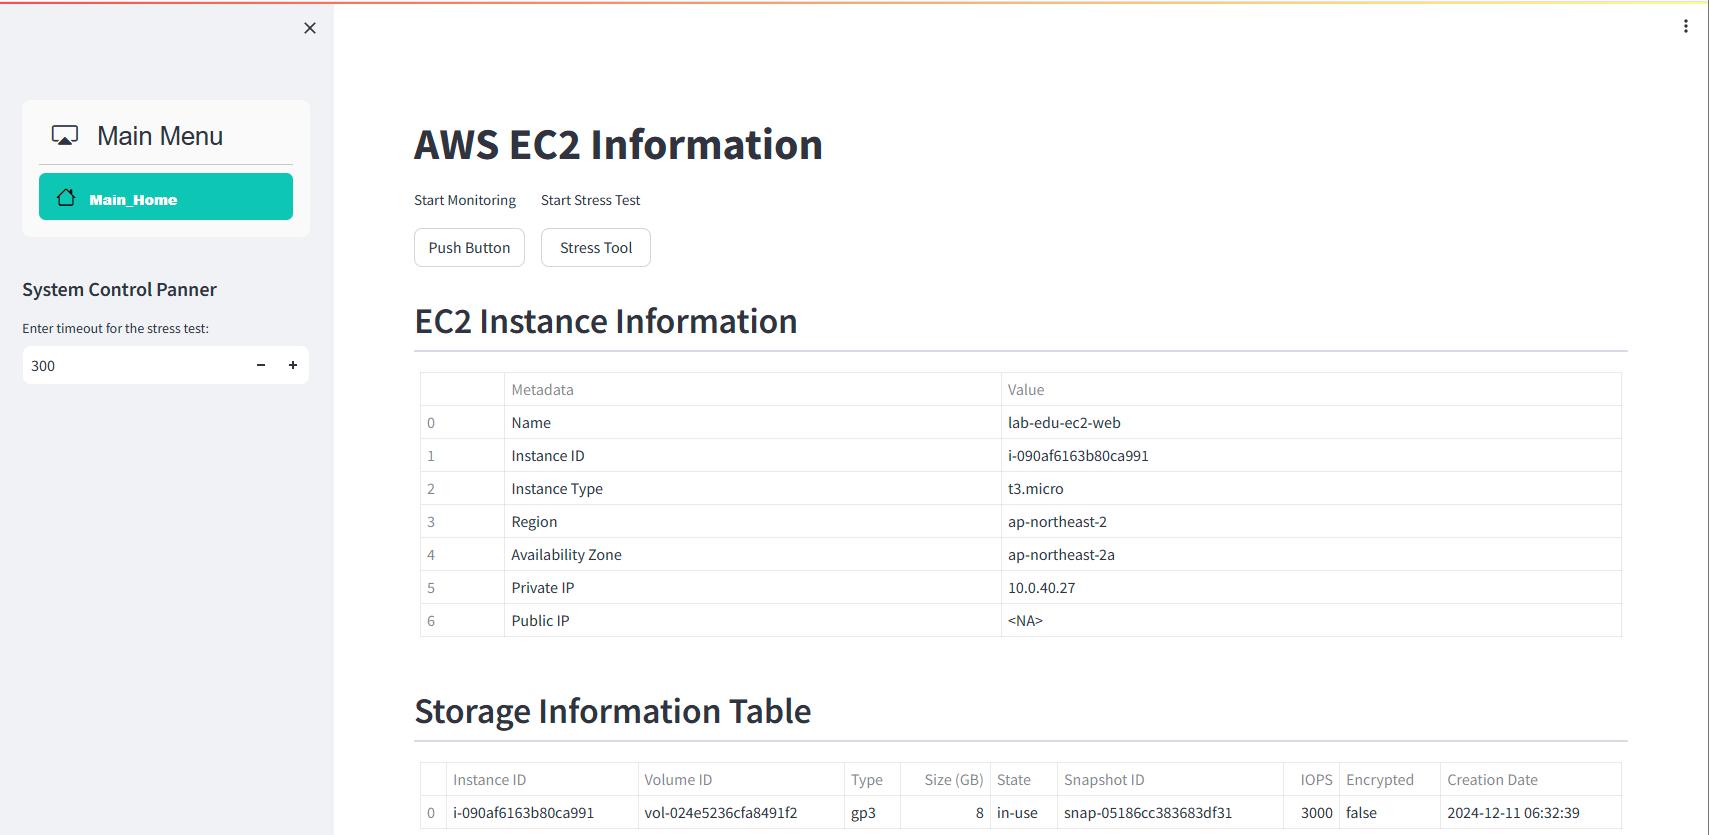 Main Menu
Main_Home
System Control Panner
Enter timeout for the stress test:
300
AWS EC2 Information
Start Monitoring Start Stress Test
Push Button Stress Tool
EC2 Instance Information
Metadata Value
0 Name lab-edu-ec2-web
1 Instance ID i-090af6163b80ca991
2 Instance Type t3.micro
3 Region ap-northeast-2
4 Availability Zone ap-northeast-2a
5 Private IP 10.0.40.27
6 Public IP <NA>
Storage Information Table
Instance ID Volume ID Type Size (GB) State Snapshot ID IOPS Encrypted Creation Date
0 i-090af6163b80ca991 vol-024e5236cfa8491f2 gp3 8 in-use snap-05186cc383683df31 3000 false 2024-12-11 06:32:39